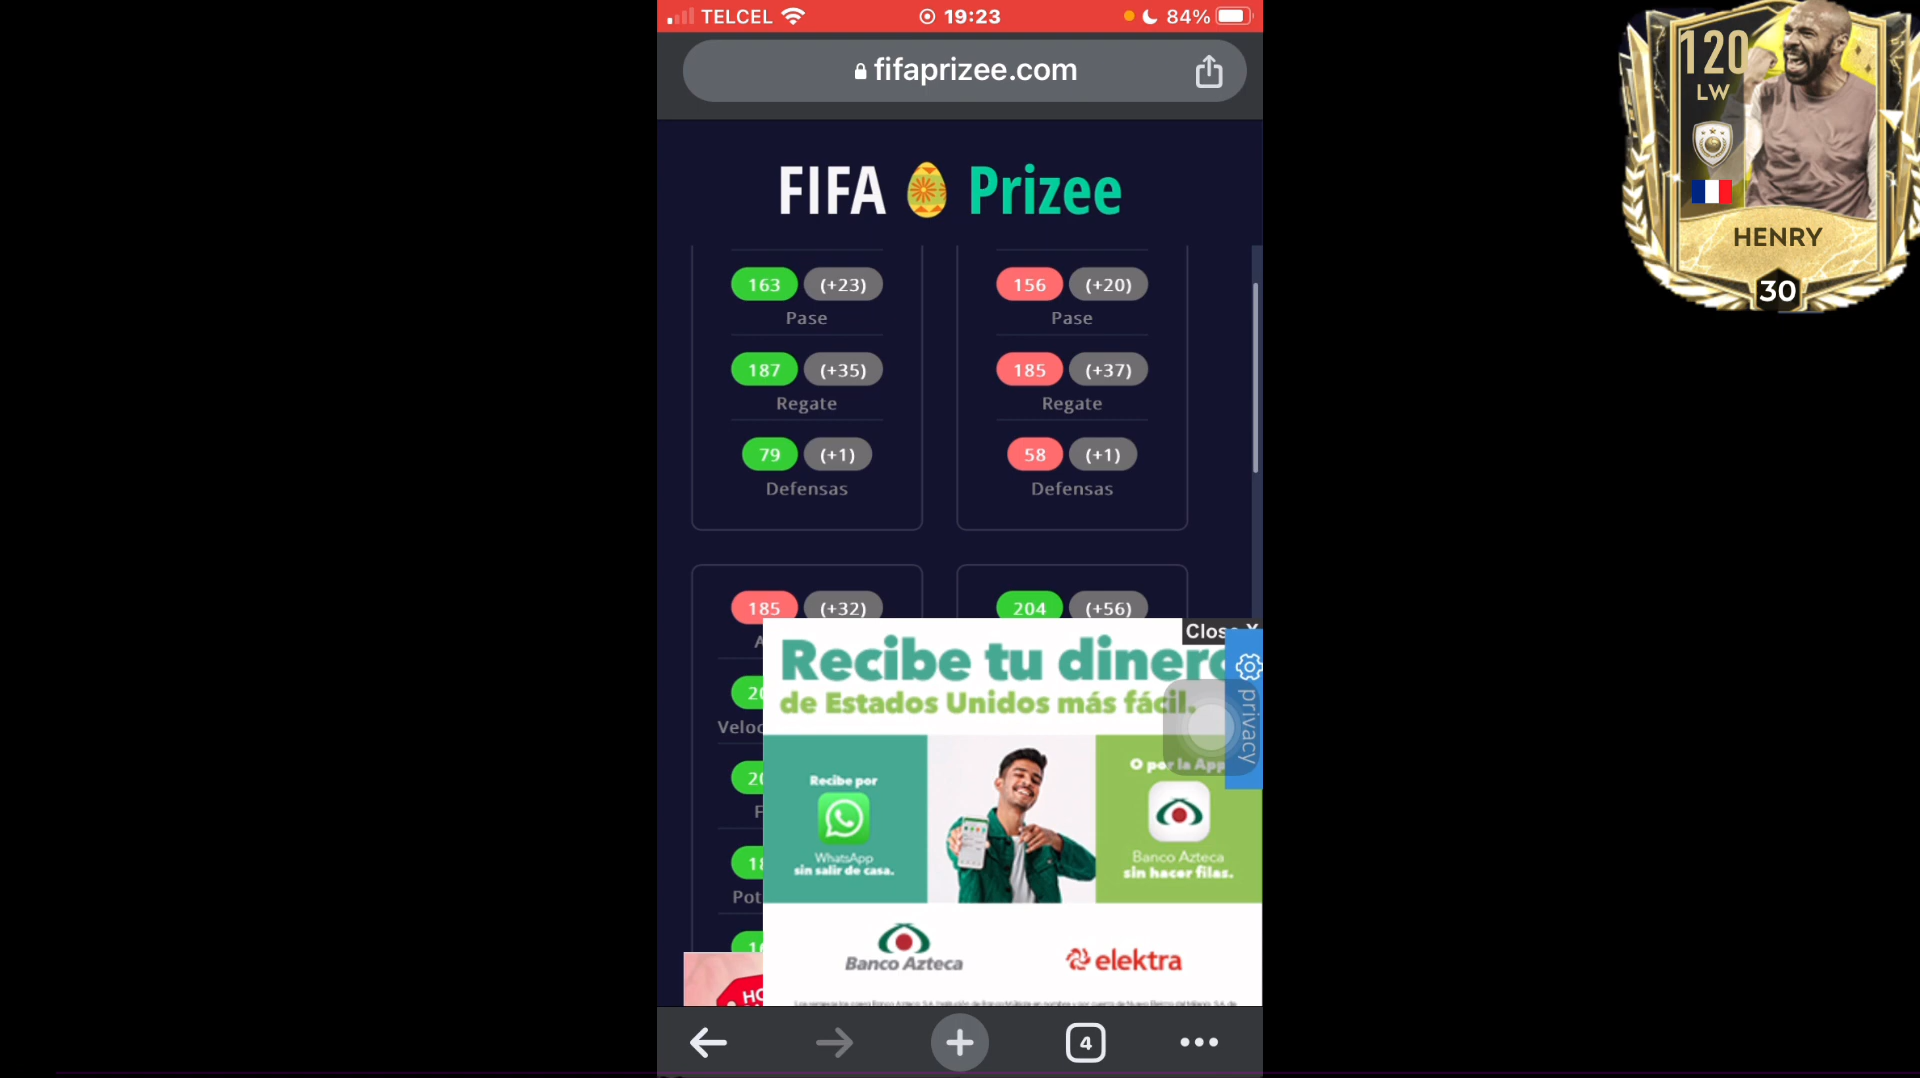 TELCEL
19:23
84%
fifaprizee.com
FIFA Prizee
163 (+23)
Pase
156 (+20)
Pase
187 (+35)
Regate
185 (+37)
Regate
79 (+1)
Defensas
58 (+1)
Defensas
185 (+32)
204 (+56)
Close X
Recibe tu dinero
de Estados Unidos más fácil.
privacy
Recibe por
WhatsApp
sin salir de casa.
O por la App
Banco Azteca
sin hacer filas.
Banco Azteca
elektra
4
120
LW
HENRY
30